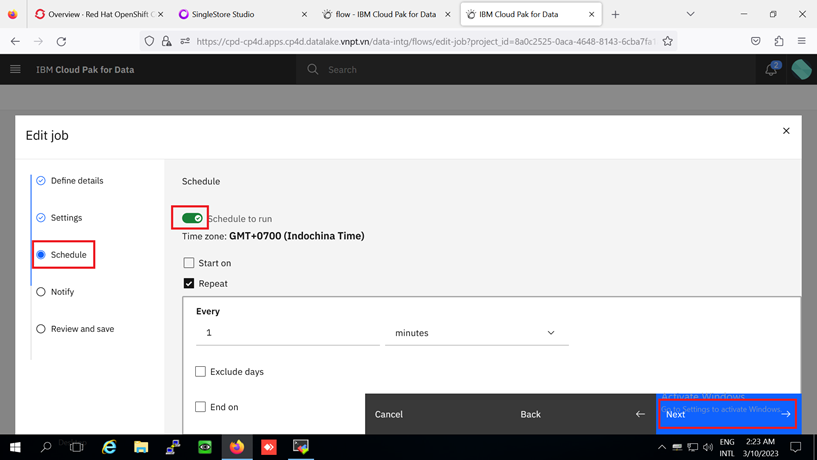 Overview - Red Hat OpenShift C
SingleStore Studio
flow - IBM Cloud Pak for Data
IBM Cloud Pak for Data
https://cpd-cp4d.apps.cp4d.datalake.vnpt.vn/data-intg/flows/edit-job?project_id=8a0c2525-0aca-4648-8143-6cba7fa
IBM Cloud Pak for Data
Search
2
Edit job
Define details
Settings
Schedule
Notify
Review and save
Schedule
Schedule to run
Time zone: GMT+0700 (Indochina Time)
Start on
Repeat
Every
1
minutes
Exclude days
End on
Cancel
Back
Activate Windows
Go to Settings to activate Windows.
Next
ENG
INTL
2:23 AM
3/10/2023